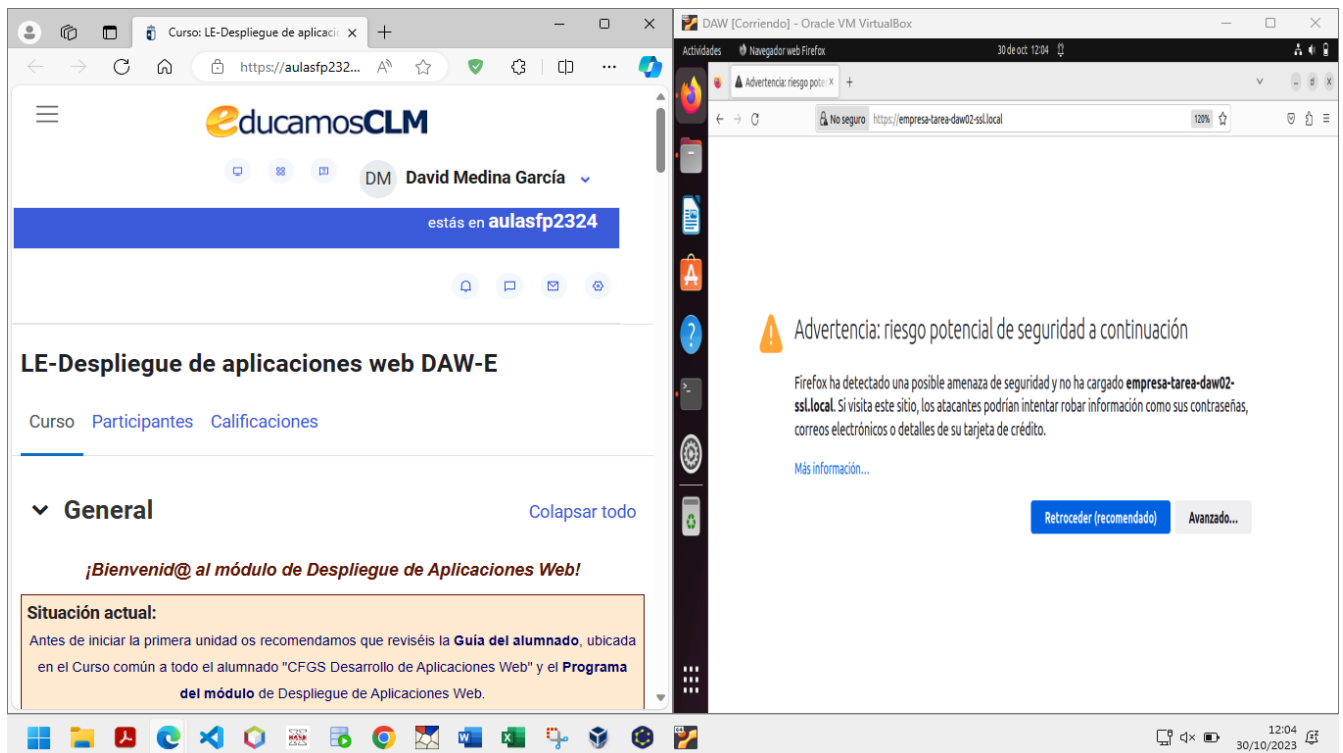 Curso: LE-Despliegue de aplicacio
https://aulasfp232...
educamosCLM
DM David Medina García
estás en aulasfp2324
LE-Despliegue de aplicaciones web DAW-E
Curso Participantes Calificaciones
General Colapsar todo
¡Bienvenid@ al módulo de Despliegue de Aplicaciones Web!
Situación actual:
Antes de iniciar la primera unidad os recomendamos que reviséis la Guía del alumnado, ubicada
en el Curso común a todo el alumnado "CFGS Desarrollo de Aplicaciones Web" y el Programa
del módulo de Despliegue de Aplicaciones Web.
DAW [Corriendo] - Oracle VM VirtualBox
Actividades Navegador web Firefox 30 de oct 12:04
Advertencia: riesgo poten
No seguro https://empresa-tarea-daw02-ssl.local 120%
Advertencia: riesgo potencial de seguridad a continuación
Firefox ha detectado una posible amenaza de seguridad y no ha cargado empresa-tarea-daw02-
ssl.local. Si visita este sitio, los atacantes podrían intentar robar información como sus contraseñas,
correos electrónicos o detalles de su tarjeta de crédito.
Más información...
Retroceder (recomendado) Avanzado...
12:04
30/10/2023